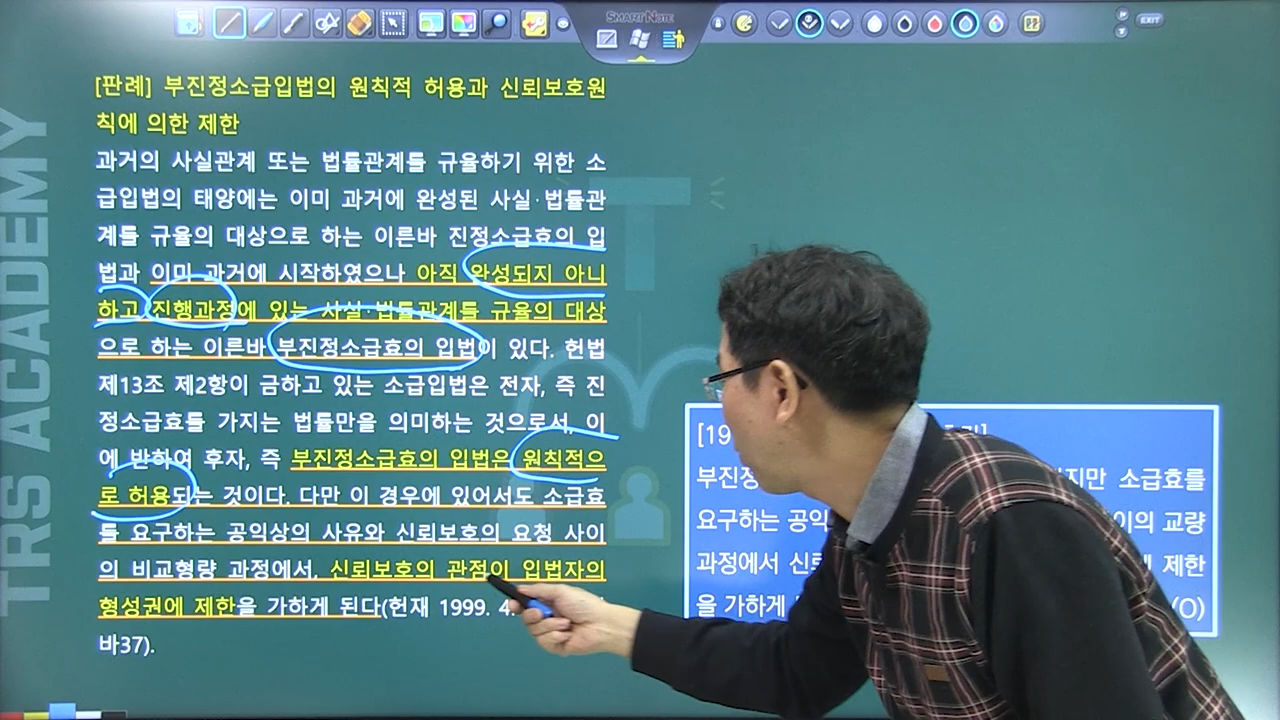 SMARTNOTE
EXIT
TRS ACADEMY
[판례] 부진정소급입법의 원칙적 허용과 신뢰보호원
칙에 의한 제한
과거의 사실관계 또는 법률관계를 규율하기 위한 소
급입법의 태양에는 이미 과거에 완성된 사실·법률관
계를 규율의 대상으로 하는 이른바 진정소급효의 입
법과 이미 과거에 시작하였으나 아직 완성되지 아니
하고 진행과정에 있는 사실·법률관계를 규율의 대상
으로 하는 이른바 부진정소급효의 입법이 있다. 헌법
제13조 제2항이 금하고 있는 소급입법은 전자, 즉 진
정소급효를 가지는 법률만을 의미하는 것으로서, 이
에 반하여 후자, 즉 부진정소급효의 입법은 원칙적으
로 허용되는 것이다. 다만 이 경우에 있어서도 소급효
를 요구하는 공익상의 사유와 신뢰보호의 요청 사이
의 비교형량 과정에서, 신뢰보호의 관점이 입법자의
형성권에 제한을 가하게 된다(헌재 1999. 4.
바37).
[19
부진정 지만 소급효를
요구하는 공익 이의 교량
과정에서 신뢰 제한
을 가하게 (O)